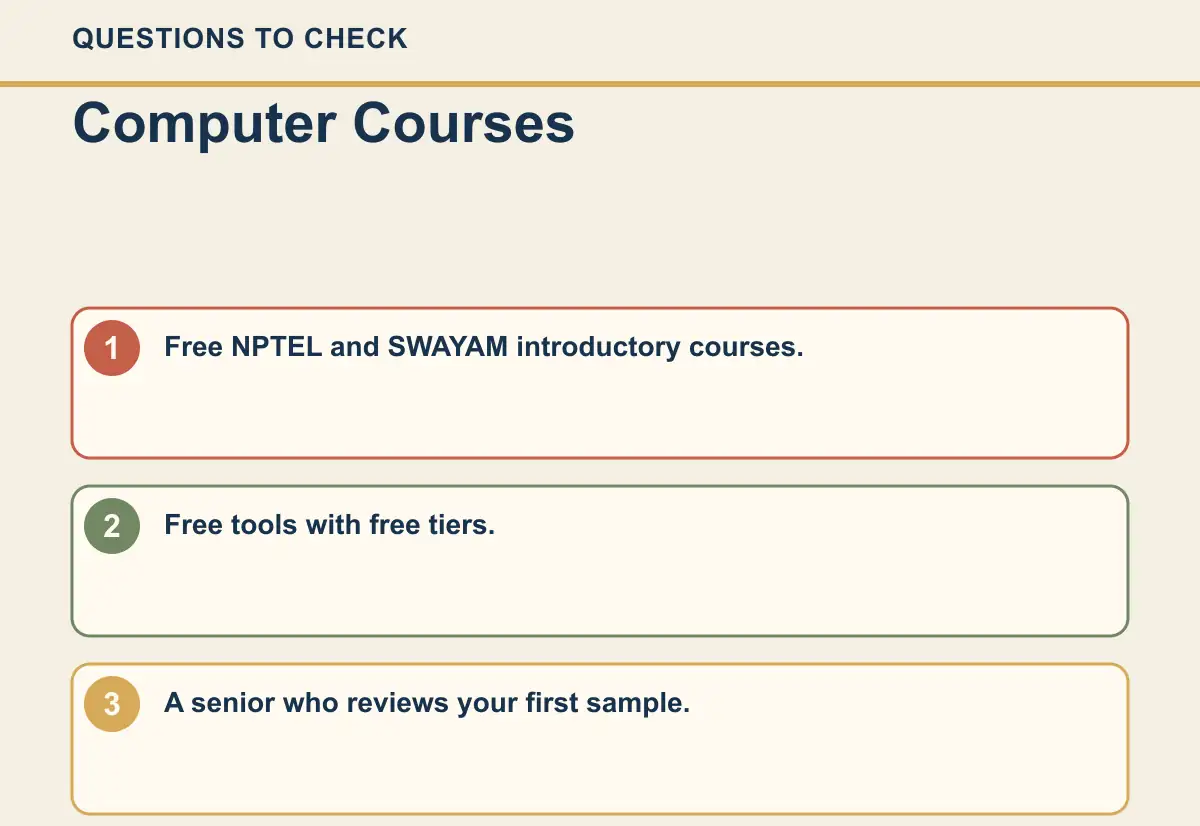 QUESTIONS TO CHECK
Computer Courses
1 Free NPTEL and SWAYAM introductory courses.
2 Free tools with free tiers.
3 A senior who reviews your first sample.